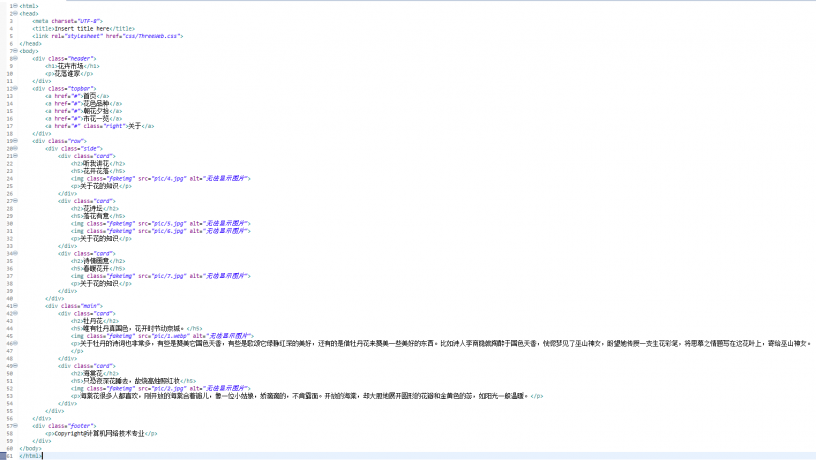 1 <html>
2 <head>
3 <meta charset="UTF-8">
4 <title>Insert title here</title>
5 <link rel="stylesheet" href="css/ThreeWeb.css">
6 </head>
7 <body>
8 <div class="header">
9 <h1>花卉市场</h1>
10 <p>花落谁家</p>
11 </div>
12 <div class="topbar">
13 <a href="#">首页</a>
14 <a href="#">花色品种</a>
15 <a href="#">朝花夕拾</a>
16 <a href="#">市花一览</a>
17 <a href="#" class="right">关于</a>
18 </div>
19 <div class="row">
20 <div class="side">
21 <div class="card">
22 <h2>听我讲花</h2>
23 <h5>花开花落</h5>
24 <img class="fakeimg" src="pic/4.jpg" alt="无法显示图片">
25 <p>关于花的知识</p>
26 </div>
27 <div class="card">
28 <h2>花诗坛</h2>
29 <h5>落花有意</h5>
30 <img class="fakeimg" src="pic/5.jpg" alt="无法显示图片">
31 <img class="fakeimg" src="pic/6.jpg" alt="无法显示图片">
32 <p>关于花的知识</p>
33 </div>
34 <div class="card">
35 <h2>诗情画意</h2>
36 <h5>春暖花开</h5>
37 <img class="fakeimg" src="pic/7.jpg" alt="无法显示图片">
38 <p>关于花的知识</p>
39 </div>
40 </div>
41 <div class="main">
42 <div class="card">
43 <h2>牡丹花</h2>
44 <h5>唯有牡丹真国色，花开时节动京城。</h5>
45 <img class="fakeimg" src="pic/1.webp" alt="无法显示图片">
46 <p>关于牡丹的诗词也非常多，有些是赞美它国色天香，有些是歌颂它绿静红深的美好，还有的是借牡丹花来赞美一些美好的东西。比如诗人李商隐就陶醉于国色天香，恍惚梦见了巫山神女，盼望她传授一支生花彩笔，将思慕之情题写在这花叶上，寄给巫山神女。
47 </p>
48 </div>
49 <div class="card">
50 <h2>海棠花</h2>
51 <h5>只恐夜深花睡去，故烧高烛照红妆</h5>
52 <img class="fakeimg" src="pic/2.jpg" alt="无法显示图片">
53 <p>海棠花很多人都喜欢，刚开放的海棠合着嘴儿，像一位小姑娘，娇滴滴的，不肯露面。开放的海棠，却大胆地展开圆形的花瓣和金黄色的蕊，如阳光一般温暖。</p>
54 </div>
55 </div>
56 </div>
57 <div class="footer">
58 <p>Copyright@计算机网络技术专业</p>
59 </div>
60 </body>
61 </html>